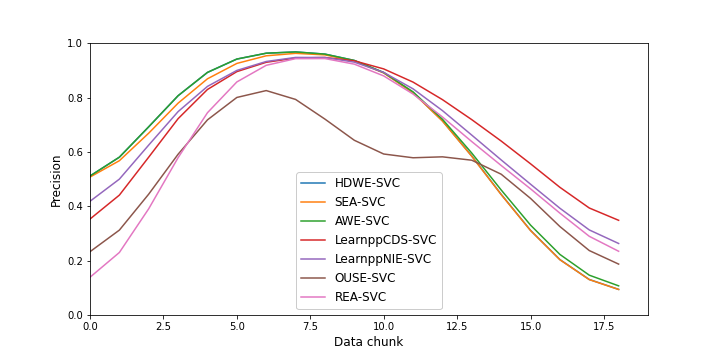 1.0
0.8
0.6
0.4
0.2
0.0
Precision
HDWE-SVC
SEA-SVC
AWE-SVC
LearnppCDS-SVC
LearnppNIE-SVC
OUSE-SVC
REA-SVC
0.0 2.5 5.0 7.5 10.0 12.5 15.0 17.5
Data chunk